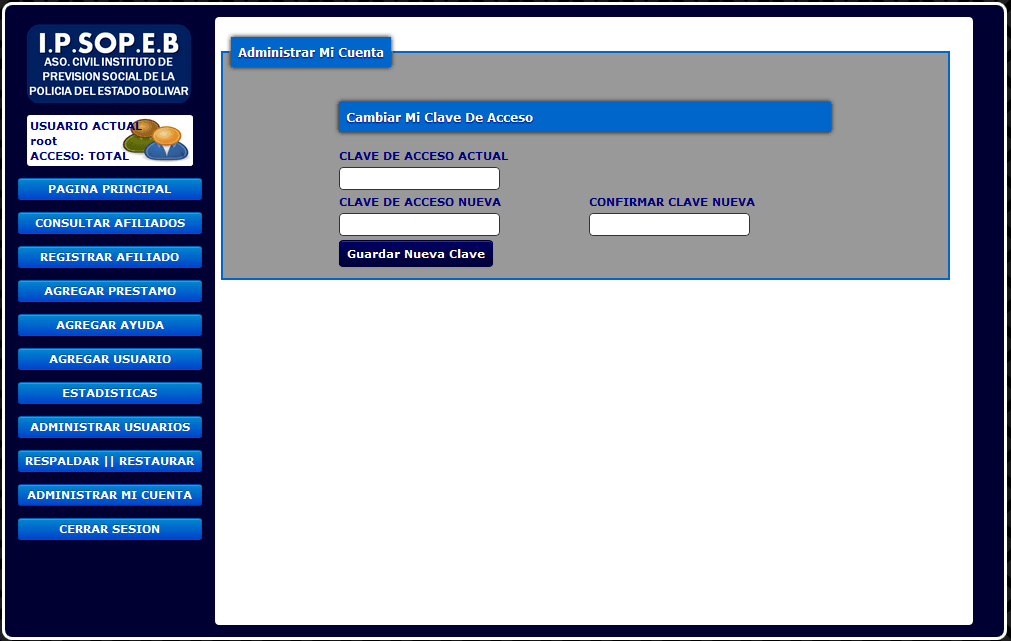 I.P.SOP.E.B
ASO. CIVIL INSTITUTO DE
PREVISION SOCIAL DE LA
POLICIA DEL ESTADO BOLIVAR
USUARIO ACTUAL
root
ACCESO: TOTAL
PAGINA PRINCIPAL
CONSULTAR AFILIADOS
REGISTRAR AFILIADO
AGREGAR PRESTAMO
AGREGAR AYUDA
AGREGAR USUARIO
ESTADISTICAS
ADMINISTRAR USUARIOS
RESPALDAR || RESTAURAR
ADMINISTRAR MI CUENTA
CERRAR SESION
Administrar Mi Cuenta
Cambiar Mi Clave De Acceso
CLAVE DE ACCESO ACTUAL
CLAVE DE ACCESO NUEVA
CONFIRMAR CLAVE NUEVA
Guardar Nueva Clave